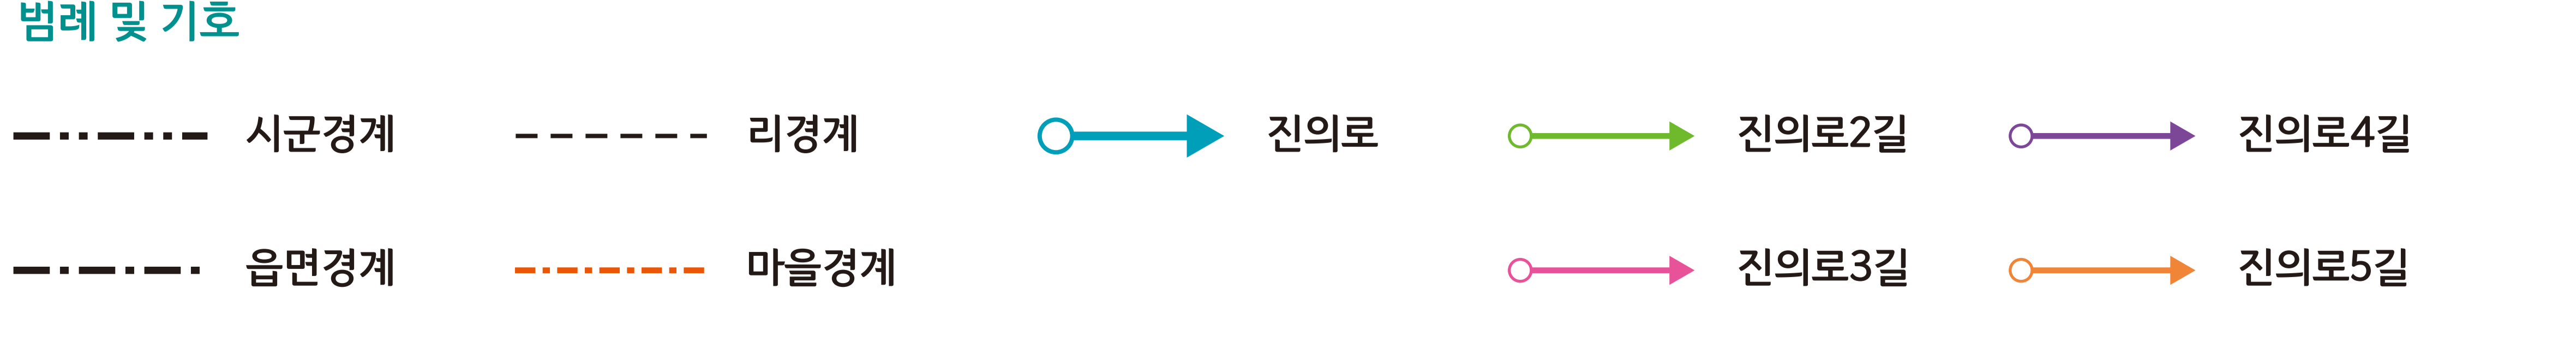 범례 및 기호
시군경계 리경계 진의로 진의로2길 진의로4길
읍면경계 마을경계 진의로3길 진의로5길